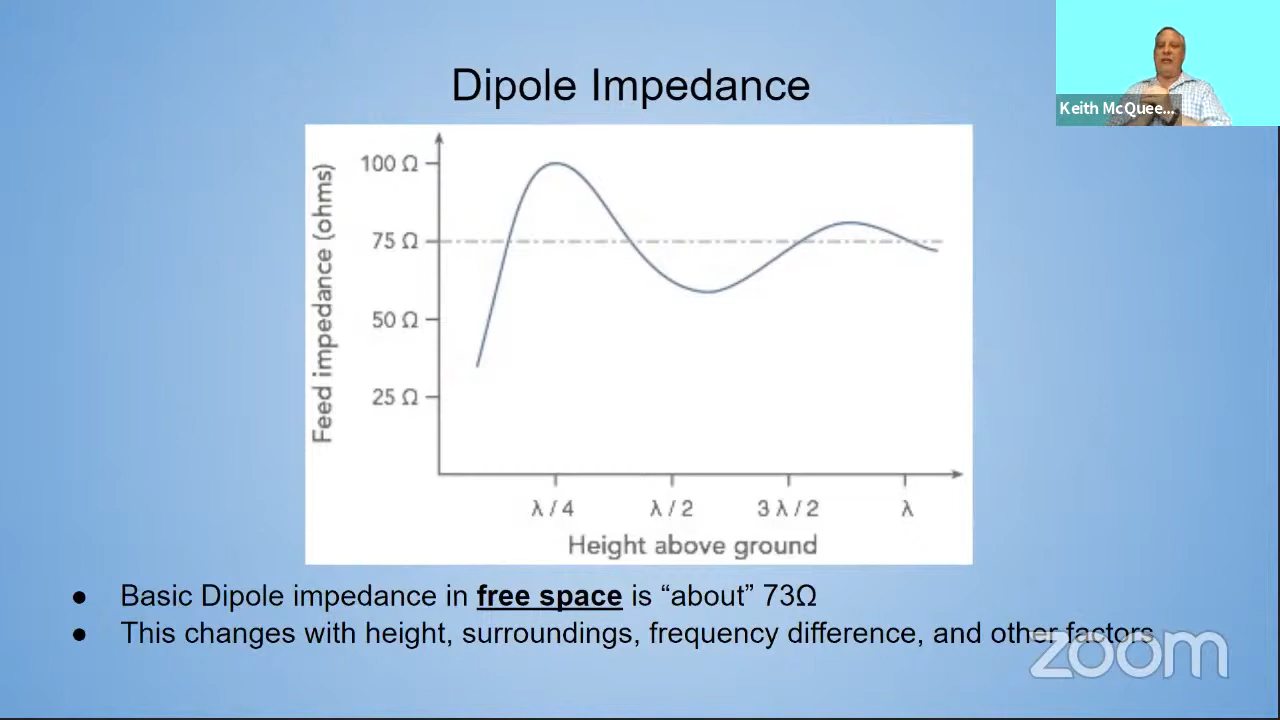 Dipole Impedance
Keith McQuee...
Feed impedance (ohms)
100 Ω
75 Ω
50 Ω
25 Ω
λ / 4
λ / 2
3 λ / 2
λ
Height above ground
● Basic Dipole impedance in free space is “about” 73Ω
● This changes with height, surroundings, frequency difference, and other factors
zoom